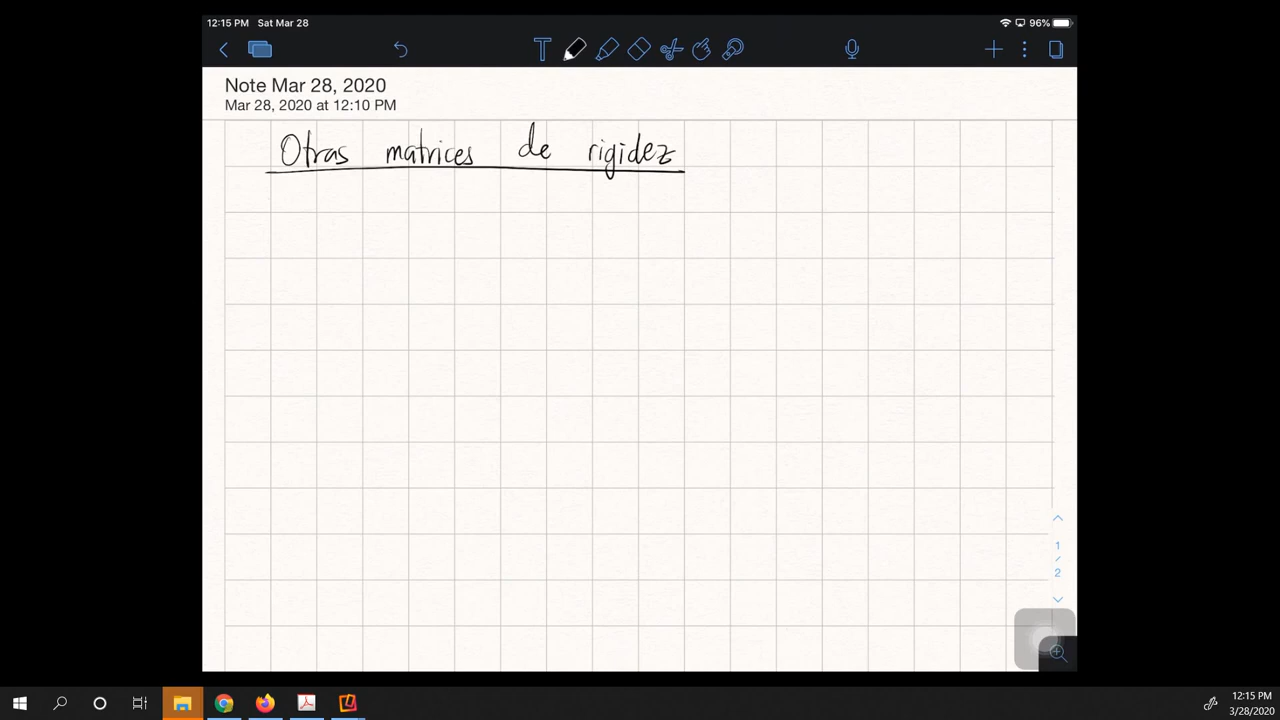 12:15 PM Sat Mar 28
96%
T
Note Mar 28, 2020
Mar 28, 2020 at 12:10 PM
Otras matrices de rigidez
1
/
2
12:15 PM
3/28/2020